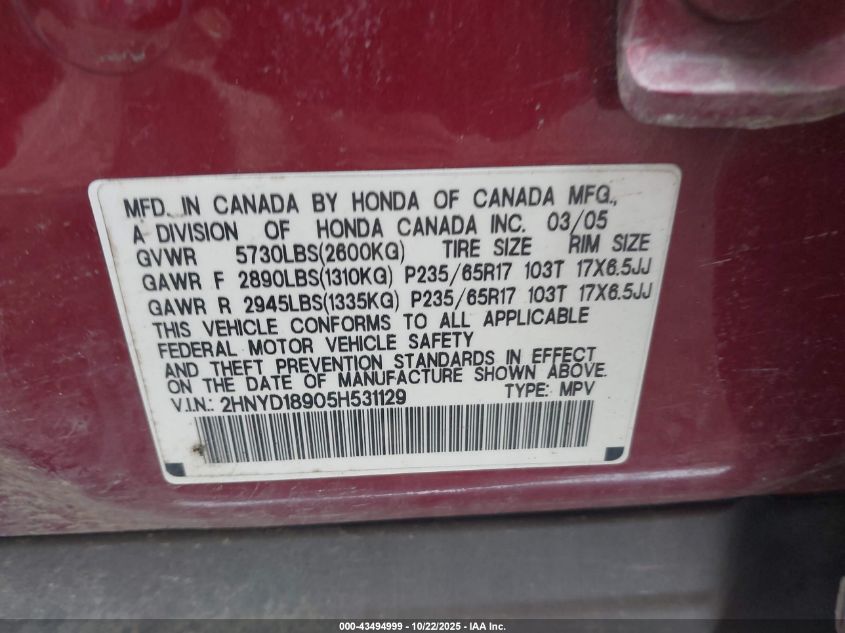 MFD. IN CANADA BY HONDA OF CANADA MFG.,
A DIVISION OF HONDA CANADA INC. 03/05
GVWR 5730LBS(2600KG) TIRE SIZE RIM SIZE
GAWR F 2890LBS(1310KG) P235/65R17 103T 17X6.5JJ
GAWR R 2945LBS(1335KG) P235/65R17 103T 17X6.5JJ
THIS VEHICLE CONFORMS TO ALL APPLICABLE
FEDERAL MOTOR VEHICLE SAFETY
AND THEFT PREVENTION STANDARDS IN EFFECT
ON THE DATE OF MANUFACTURE SHOWN ABOVE.
V.I.N.: 2HNYD18905H531129 TYPE: MPV
000-43494999 - 10/22/2025 - IAA Inc.